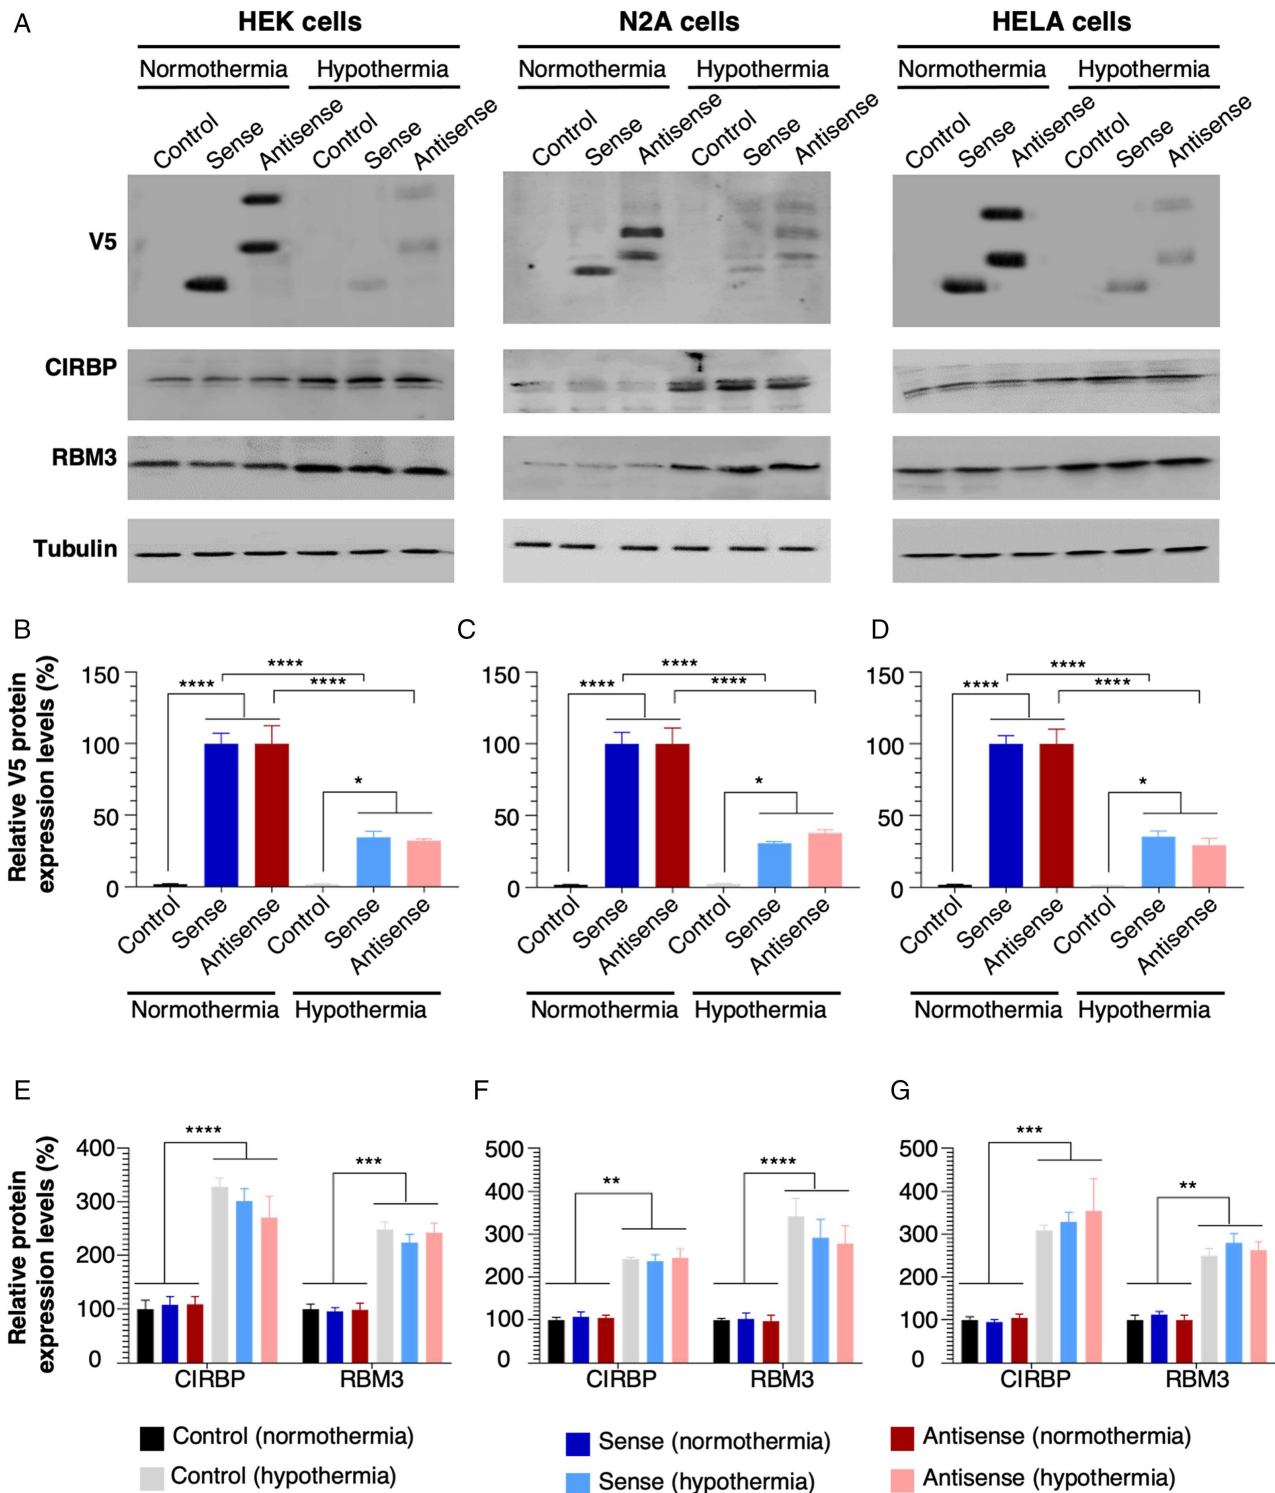 A
HEK cells
N2A cells
HELA cells
Normothermia
Hypothermia
Normothermia
Hypothermia
Normothermia
Hypothermia
Control
Sense
Antisense
Control
Sense
Antisense
Control
Sense
Antisense
Control
Sense
Antisense
Control
Sense
Antisense
Control
Sense
Antisense
V5
CIRBP
RBM3
Tubulin
B
Relative V5 protein
expression levels (%)
150
100
50
0
****
****
****
*
Control
Sense
Antisense
Control
Sense
Antisense
Normothermia
Hypothermia
C
150
100
50
0
****
****
****
*
Control
Sense
Antisense
Control
Sense
Antisense
Normothermia
Hypothermia
D
150
100
50
0
****
****
****
*
Control
Sense
Antisense
Control
Sense
Antisense
Normothermia
Hypothermia
E
Relative protein
expression levels (%)
400
300
200
100
0
****
***
CIRBP
RBM3
F
500
400
300
200
100
0
**
****
CIRBP
RBM3
G
500
400
300
200
100
0
***
**
CIRBP
RBM3
Control (normothermia)
Sense (normothermia)
Antisense (normothermia)
Control (hypothermia)
Sense (hypothermia)
Antisense (hypothermia)